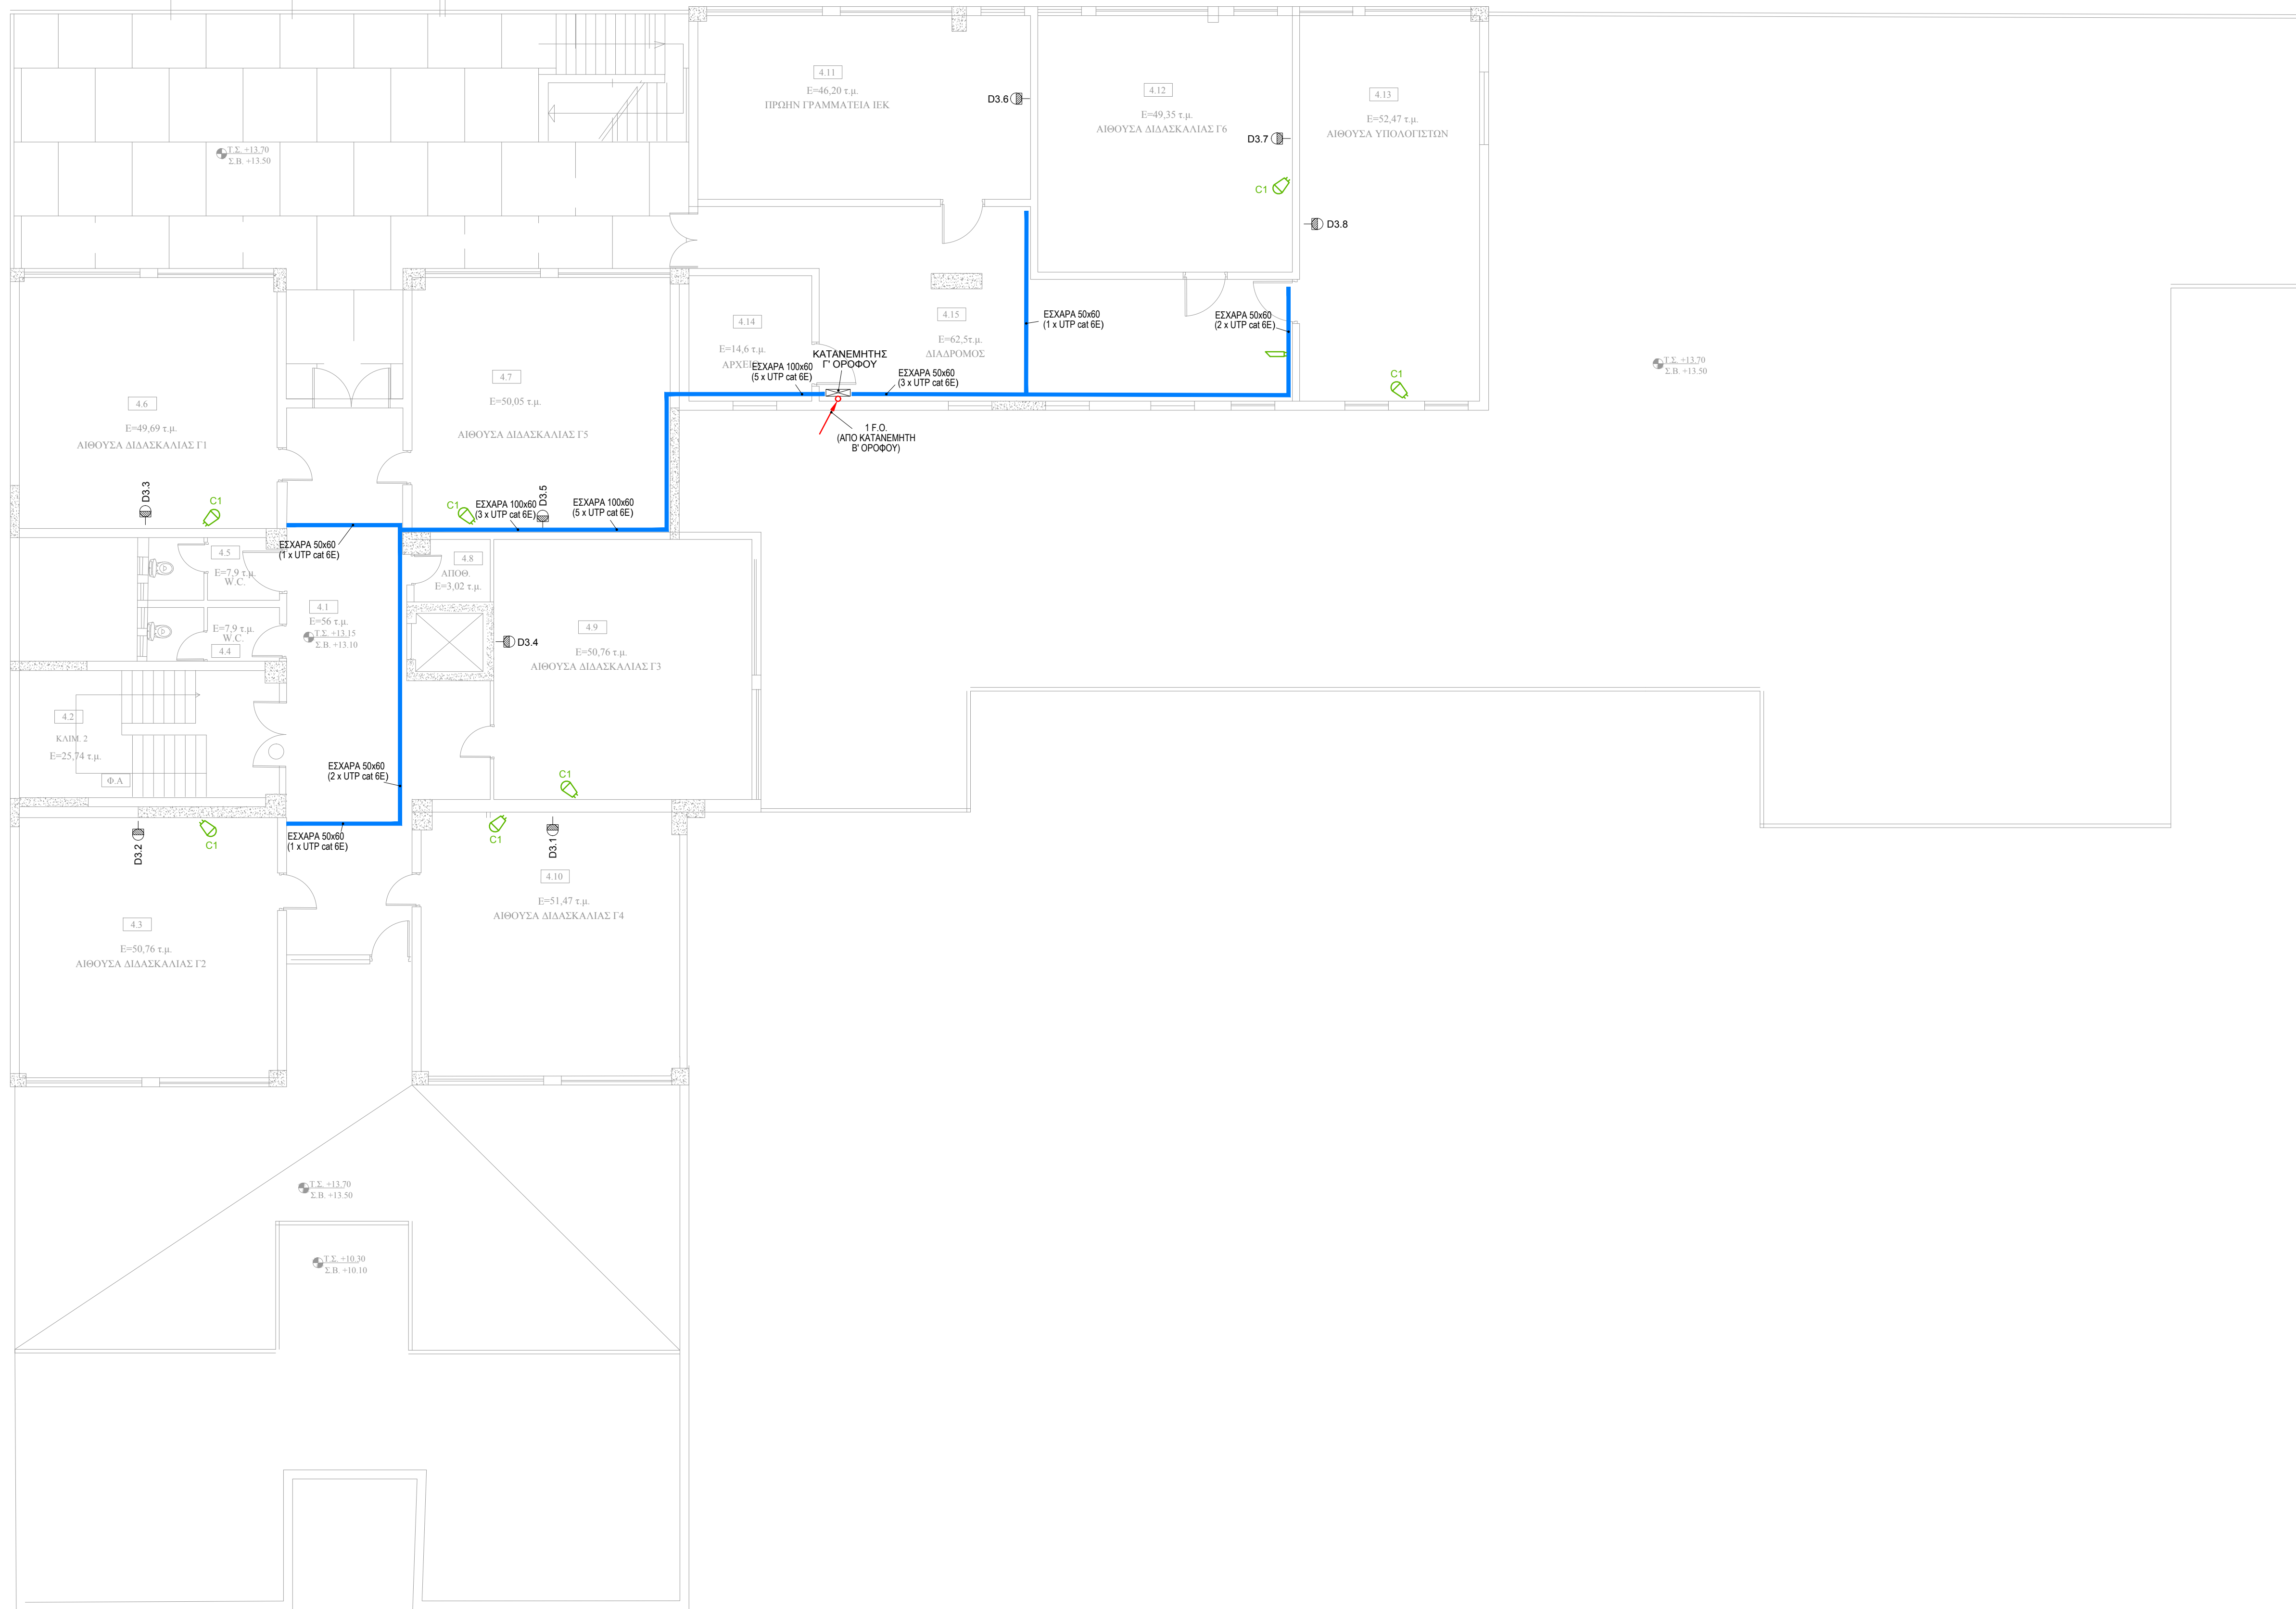 4.11
E=46,20 τ.μ.
ΠΡΩΗΝ ΓΡΑΜΜΑΤΕΙΑ ΙΕΚ
D3.6
4.12
E=49,35 τ.μ.
ΑΙΘΟΥΣΑ ΔΙΔΑΣΚΑΛΙΑΣ Γ6
D3.7
C1
4.13
E=52,47 τ.μ.
ΑΙΘΟΥΣΑ ΥΠΟΛΟΓΙΣΤΩΝ
D3.8
Τ.Σ. +13.70
Σ.Β. +13.50
4.14
E=14,6 τ.μ.
ΑΡΧΕΙΟ
4.15
E=62,5τ.μ.
ΔΙΑΔΡΟΜΟΣ
ΕΣΧΑΡΑ 50x60
(1 x UTP cat 6E)
ΕΣΧΑΡΑ 50x60
(2 x UTP cat 6E)
ΚΑΤΑΝΕΜΗΤΗΣ
Γ' ΟΡΟΦΟΥ
ΕΣΧΑΡΑ 100x60
(5 x UTP cat 6E)
ΕΣΧΑΡΑ 50x60
(3 x UTP cat 6E)
C1
Τ.Σ. +13.70
Σ.Β. +13.50
1 F.O.
(ΑΠΟ ΚΑΤΑΝΕΜΗΤΗ
Β' ΟΡΟΦΟΥ)
4.6
E=49,69 τ.μ.
ΑΙΘΟΥΣΑ ΔΙΔΑΣΚΑΛΙΑΣ Γ1
4.7
E=50,05 τ.μ.
ΑΙΘΟΥΣΑ ΔΙΔΑΣΚΑΛΙΑΣ Γ5
D3.3
C1
C1
ΕΣΧΑΡΑ 100x60
(3 x UTP cat 6E)
D3.5
ΕΣΧΑΡΑ 100x60
(5 x UTP cat 6E)
ΕΣΧΑΡΑ 50x60
(1 x UTP cat 6E)
4.5
E=7,9 τ.μ.
W.C.
4.8
ΑΠΟΘ.
E=3,02 τ.μ.
4.1
E=56 τ.μ.
Τ.Σ. +13.15
Σ.Β. +13.10
E=7,9 τ.μ.
W.C.
4.4
D3.4
4.9
E=50,76 τ.μ.
ΑΙΘΟΥΣΑ ΔΙΔΑΣΚΑΛΙΑΣ Γ3
4.2
ΚΛΙΜ. 2
E=25,74 τ.μ.
Φ.Α
ΕΣΧΑΡΑ 50x60
(2 x UTP cat 6E)
C1
D3.2
C1
ΕΣΧΑΡΑ 50x60
(1 x UTP cat 6E)
C1
D3.1
4.10
E=51,47 τ.μ.
ΑΙΘΟΥΣΑ ΔΙΔΑΣΚΑΛΙΑΣ Γ4
4.3
E=50,76 τ.μ.
ΑΙΘΟΥΣΑ ΔΙΔΑΣΚΑΛΙΑΣ Γ2
Τ.Σ. +13.70
Σ.Β. +13.50
Τ.Σ. +10.30
Σ.Β. +10.10